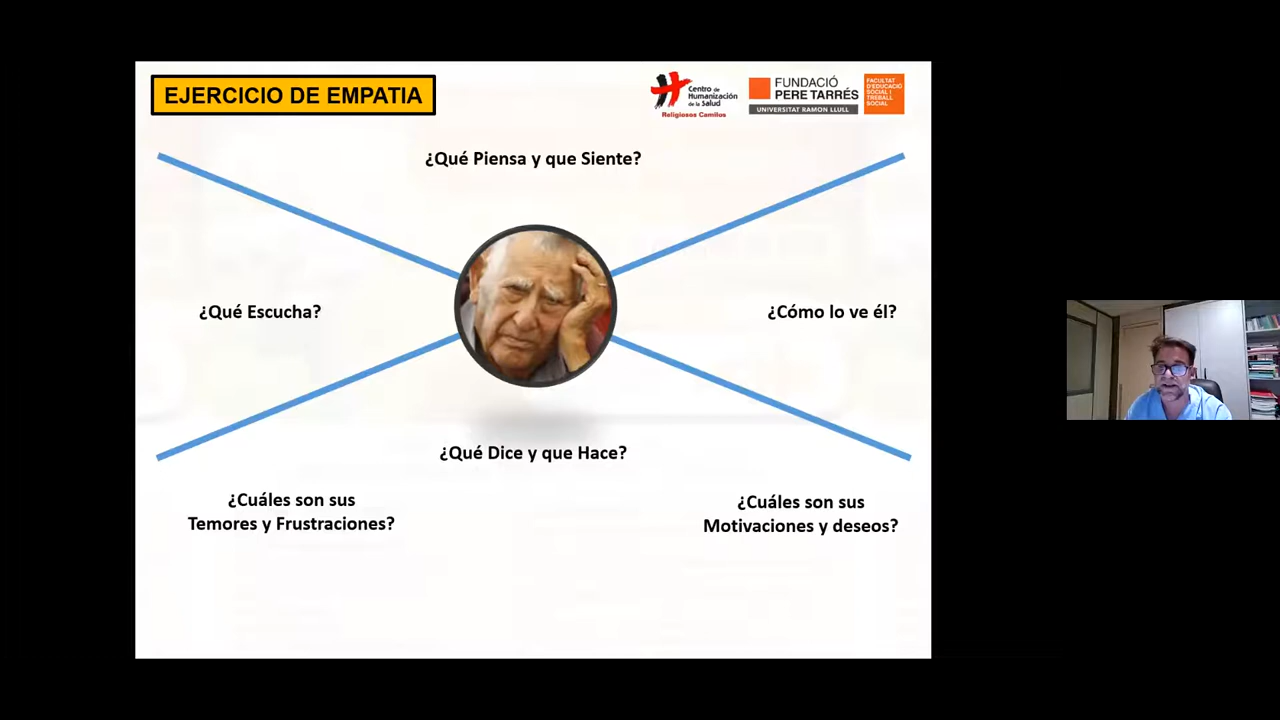 EJERCICIO DE EMPATIA
Centro de
Humanización
de la Salud
Religiosos Camilos
FUNDACIÓ
PERE TARRÉS
UNIVERSITAT RAMON LLULL
FACULTAT
D'EDUCACIÓ
SOCIAL I
TREBALL
SOCIAL
¿Qué Piensa y que Siente?
¿Qué Escucha?
¿Cómo lo ve él?
¿Qué Dice y que Hace?
¿Cuáles son sus
Temores y Frustraciones?
¿Cuáles son sus
Motivaciones y deseos?